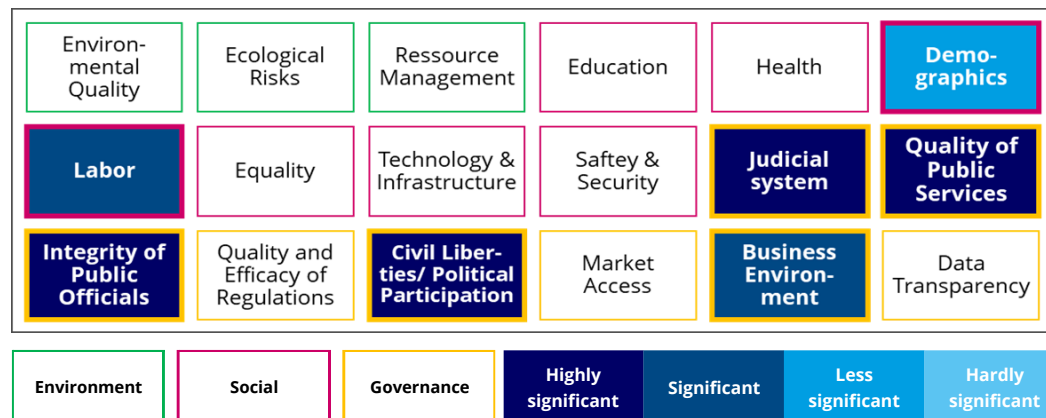 Environ-
mental
Quality
Ecological
Risks
Ressource
Management
Education
Health
Demo-
graphics
Labor
Equality
Technology &
Infrastructure
Saftey &
Security
Judicial
system
Quality of
Public
Services
Integrity of
Public
Officials
Quality and
Efficacy of
Regulations
Civil Liber-
ties/ Political
Participation
Market
Access
Business
Environ-
ment
Data
Transparency
Environment
Social
Governance
Highly
significant
Significant
Less
significant
Hardly
significant